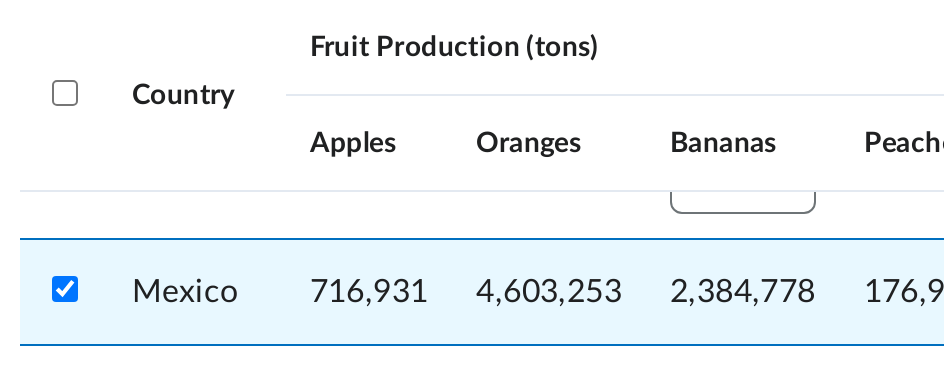 Fruit Production (tons)
Country
Apples Oranges Bananas
Mexico 716,931 4,603,253 2,384,778